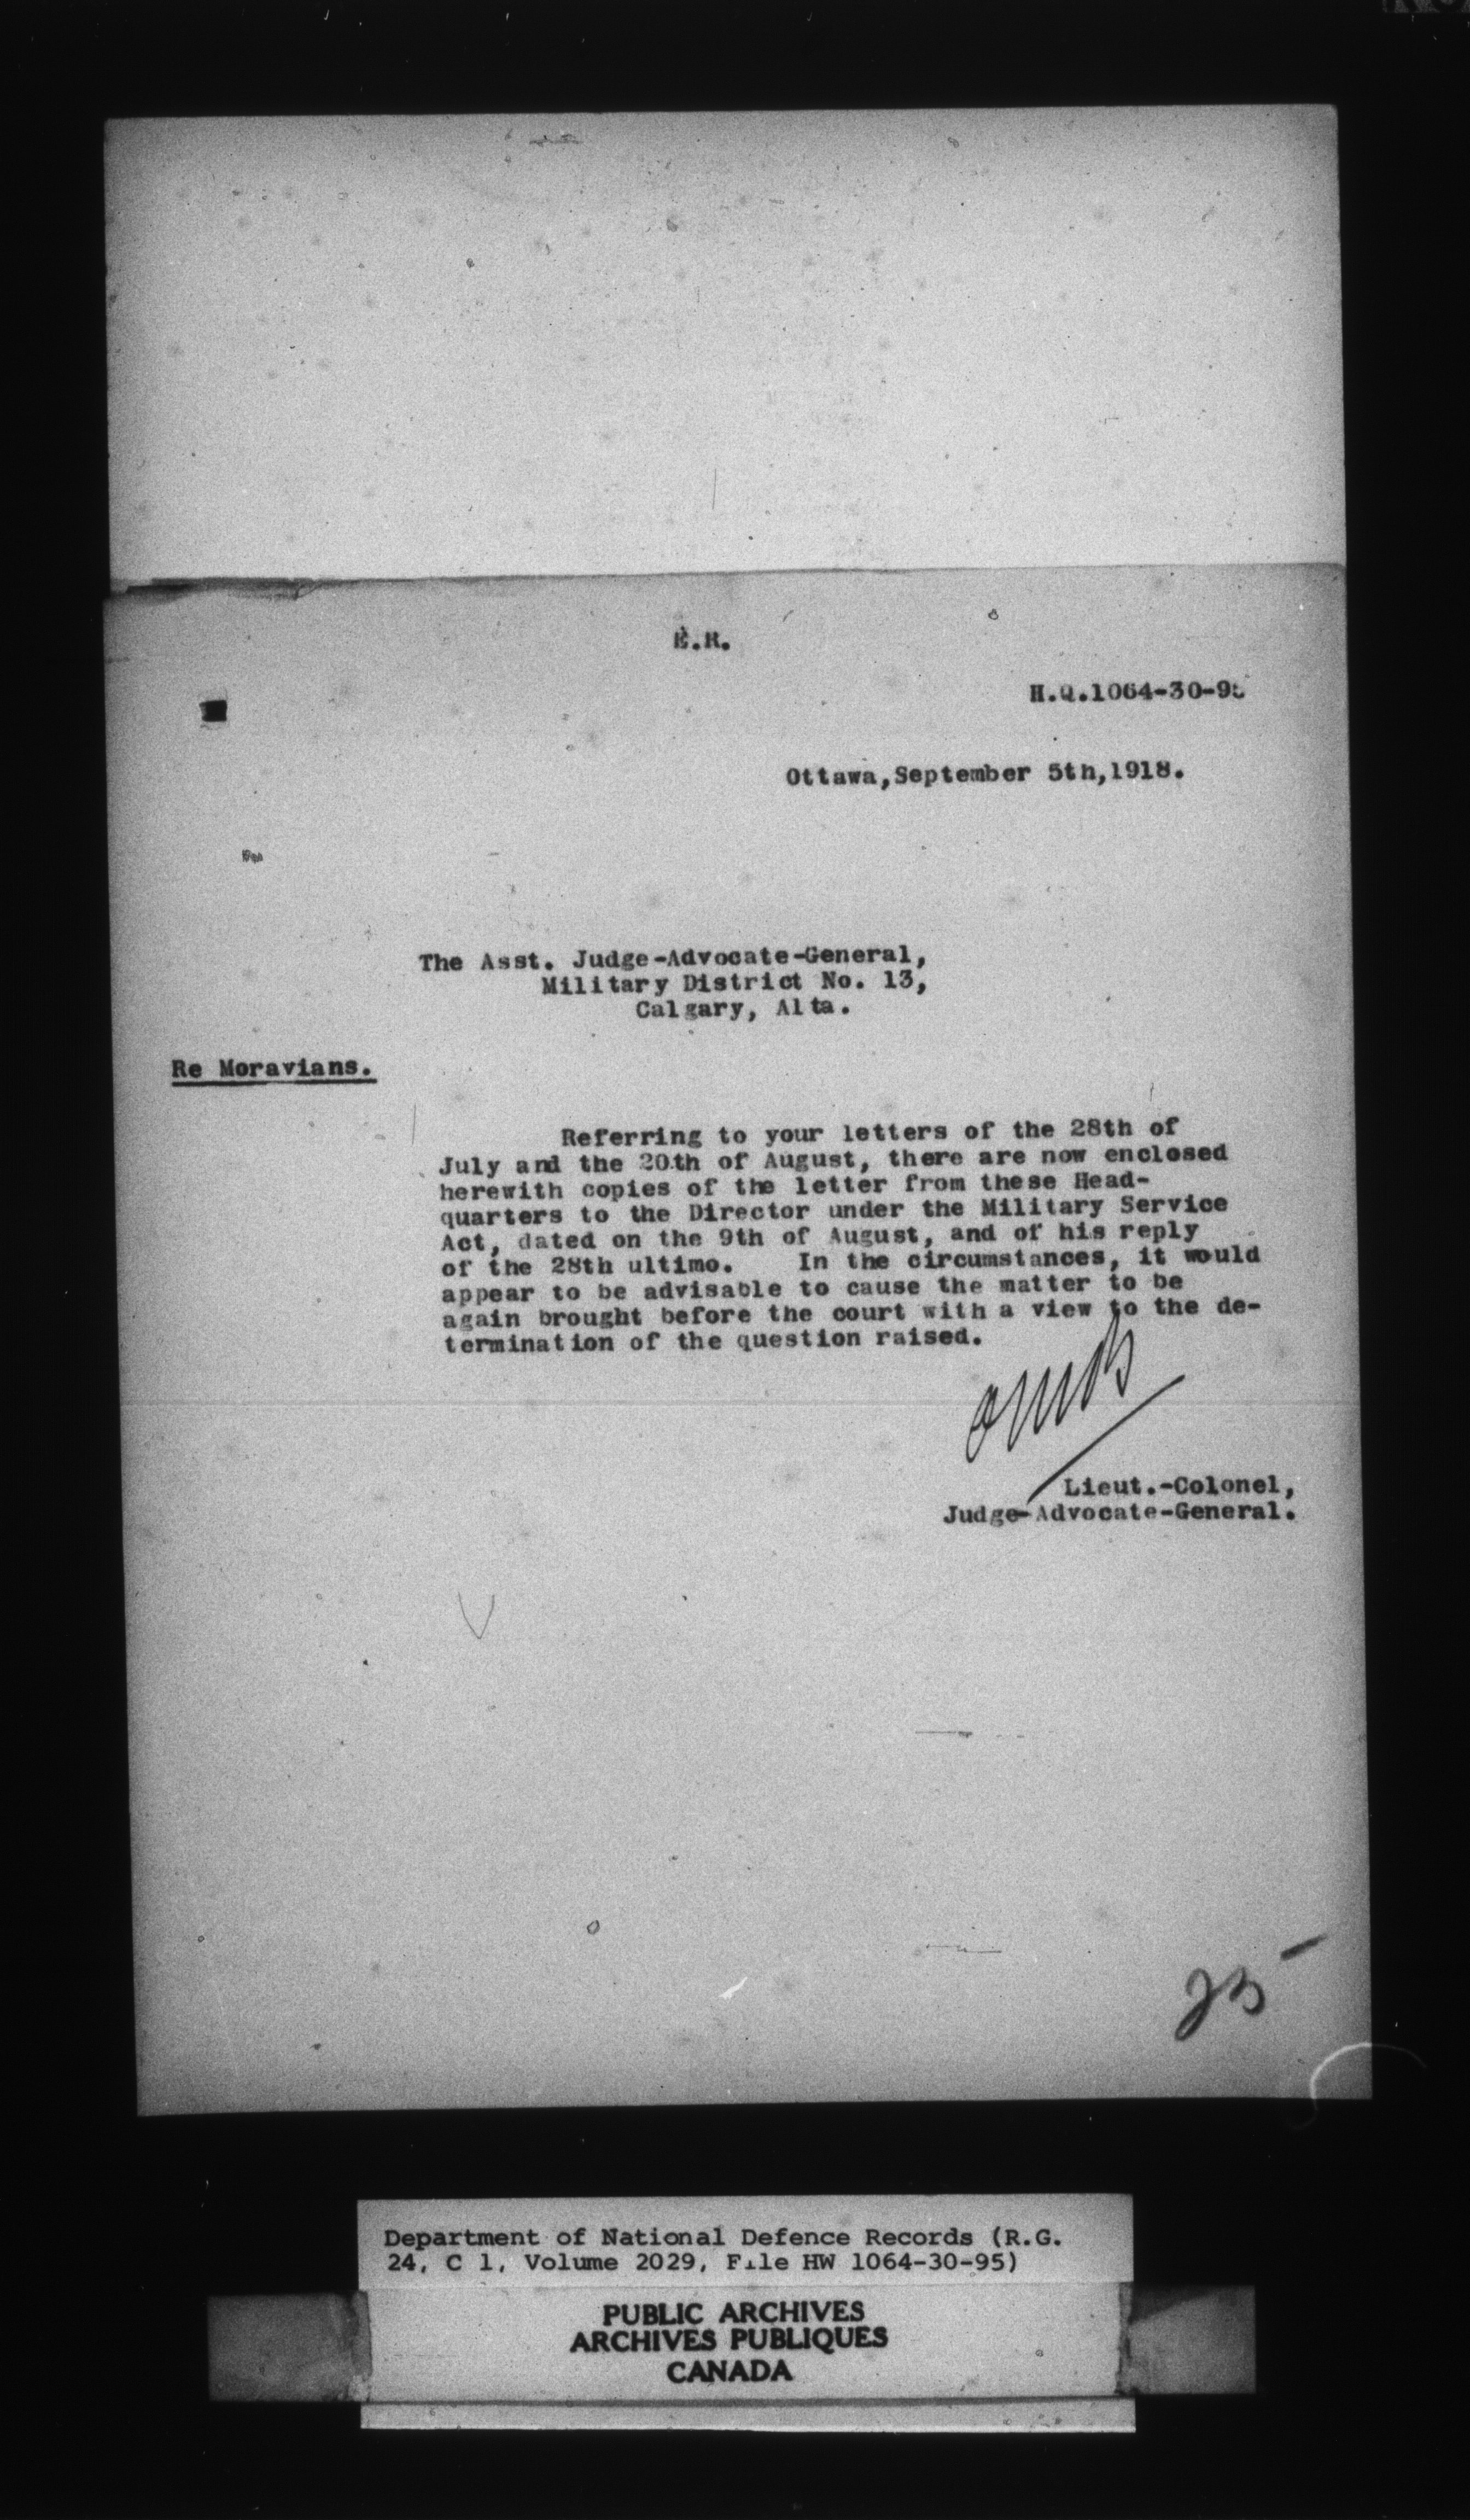 E.R.
H.Q.1064-30-95
Ottawa,September 5th,1918.
The Asst. Judge-Advocate-General,
Military District No. 13,
Calgary, Alta.
Re Moravians.
Referring to your letters of the 28th of
July and the 20th of August, there are now enclosed
herewith copies of the letter from these Head-
quarters to the Director under the Military Service
Act, dated on the 9th of August, and of his reply
of the 28th ultimo. In the circumstances, it would
appear to be advisable to cause the matter to be
again brought before the court with a view to the de-
termination of the question raised.
Lieut.-Colonel,
Judge-Advocate-General.
25
Department of National Defence Records (R.G.
24, C 1, Volume 2029, File HW 1064-30-95)
PUBLIC ARCHIVES
ARCHIVES PUBLIQUES
CANADA